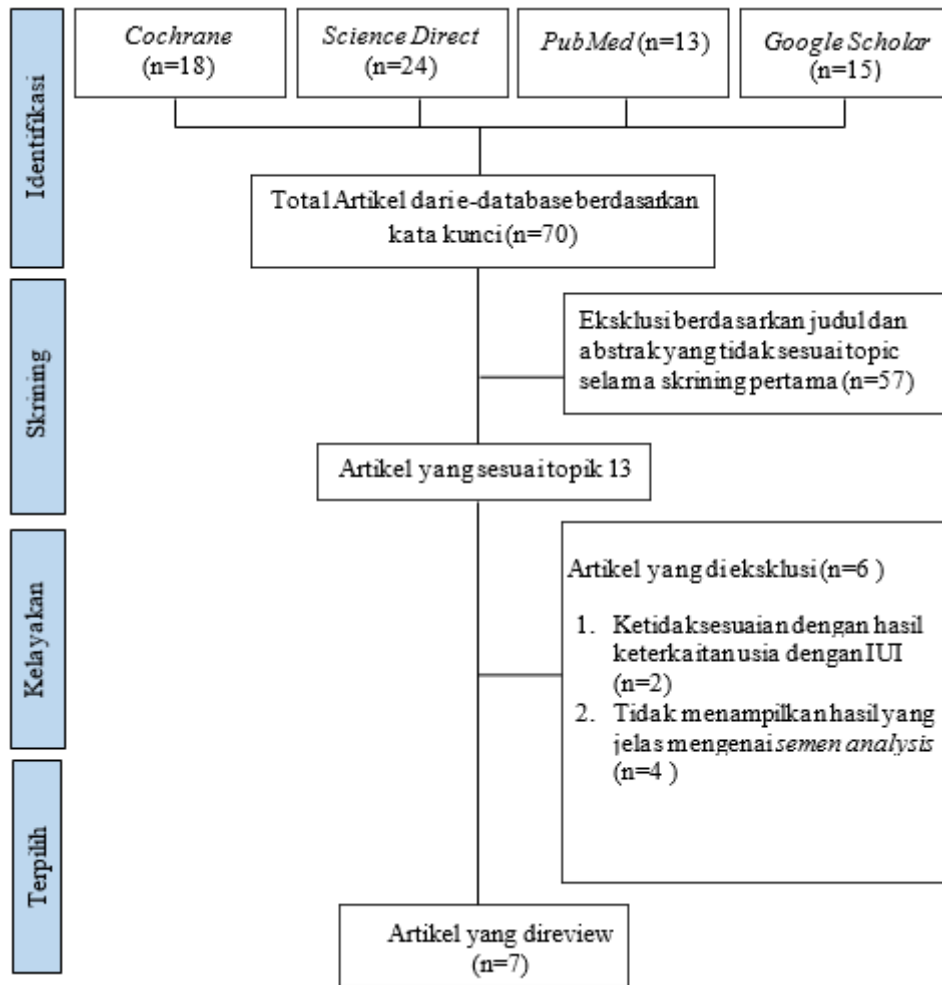 Identifikasi
Cochrane
(n=18)
Science Direct
(n=24)
PubMed (n=13)
Google Scholar
(n=15)
Total Artikel dari e-database berdasarkan
kata kunci (n=70)
Skrining
Eksklusi berdasarkan judul dan
abstrak yang tidak sesuai topic
selama skrining pertama (n=57)
Artikel yang sesuai topik 13
Kelayakan
Artikel yang dieksklusi (n=6 )
1. Ketidaksesuaian dengan hasil
keterkaitan usia dengan IUI
(n=2)
2. Tidak menampilkan hasil yang
jelas mengenai semen analysis
(n=4 )
Terpilih
Artikel yang direview
(n=7)